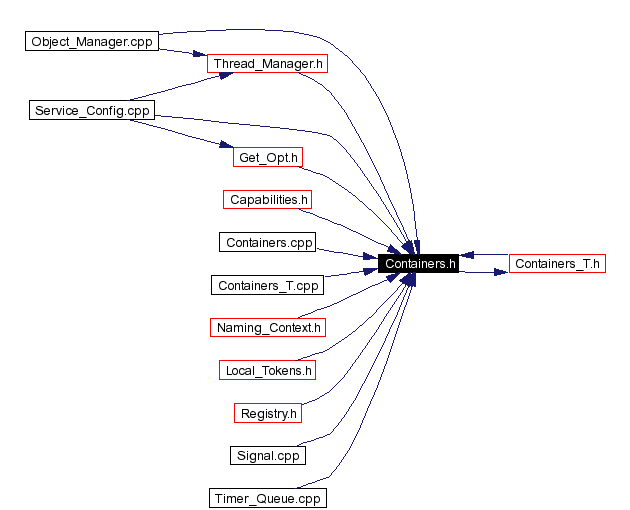 Object_Manager.cpp
Thread_Manager.h
Service_Config.cpp
Get_Opt.h
Capabilities.h
Containers.cpp
Containers.h
Containers_T.h
Containers_T.cpp
Naming_Context.h
Local_Tokens.h
Registry.h
Signal.cpp
Timer_Queue.cpp